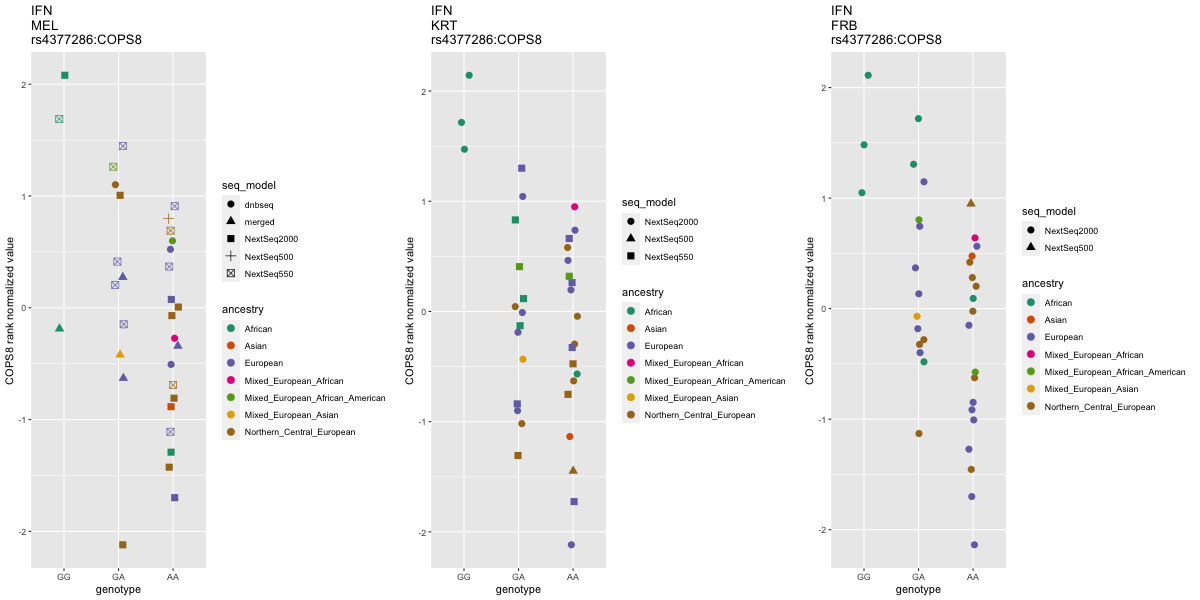 IFN
MEL
rs4377286:COPS8
COPS8 rank normalized value
2
1
0
-1
-2
GG
GA
AA
genotype
seq_model
dnbseq
merged
NextSeq2000
NextSeq500
NextSeq550
ancestry
African
Asian
European
Mixed_European_African
Mixed_European_African_American
Mixed_European_Asian
Northern_Central_European
IFN
KRT
rs4377286:COPS8
COPS8 rank normalized value
2
1
0
-1
-2
GG
GA
AA
genotype
seq_model
NextSeq2000
NextSeq500
NextSeq550
ancestry
African
Asian
European
Mixed_European_African
Mixed_European_African_American
Mixed_European_Asian
Northern_Central_European
IFN
FRB
rs4377286:COPS8
COPS8 rank normalized value
2
1
0
-1
-2
GG
GA
AA
genotype
seq_model
NextSeq2000
NextSeq500
ancestry
African
Asian
European
Mixed_European_African
Mixed_European_African_American
Mixed_European_Asian
Northern_Central_European